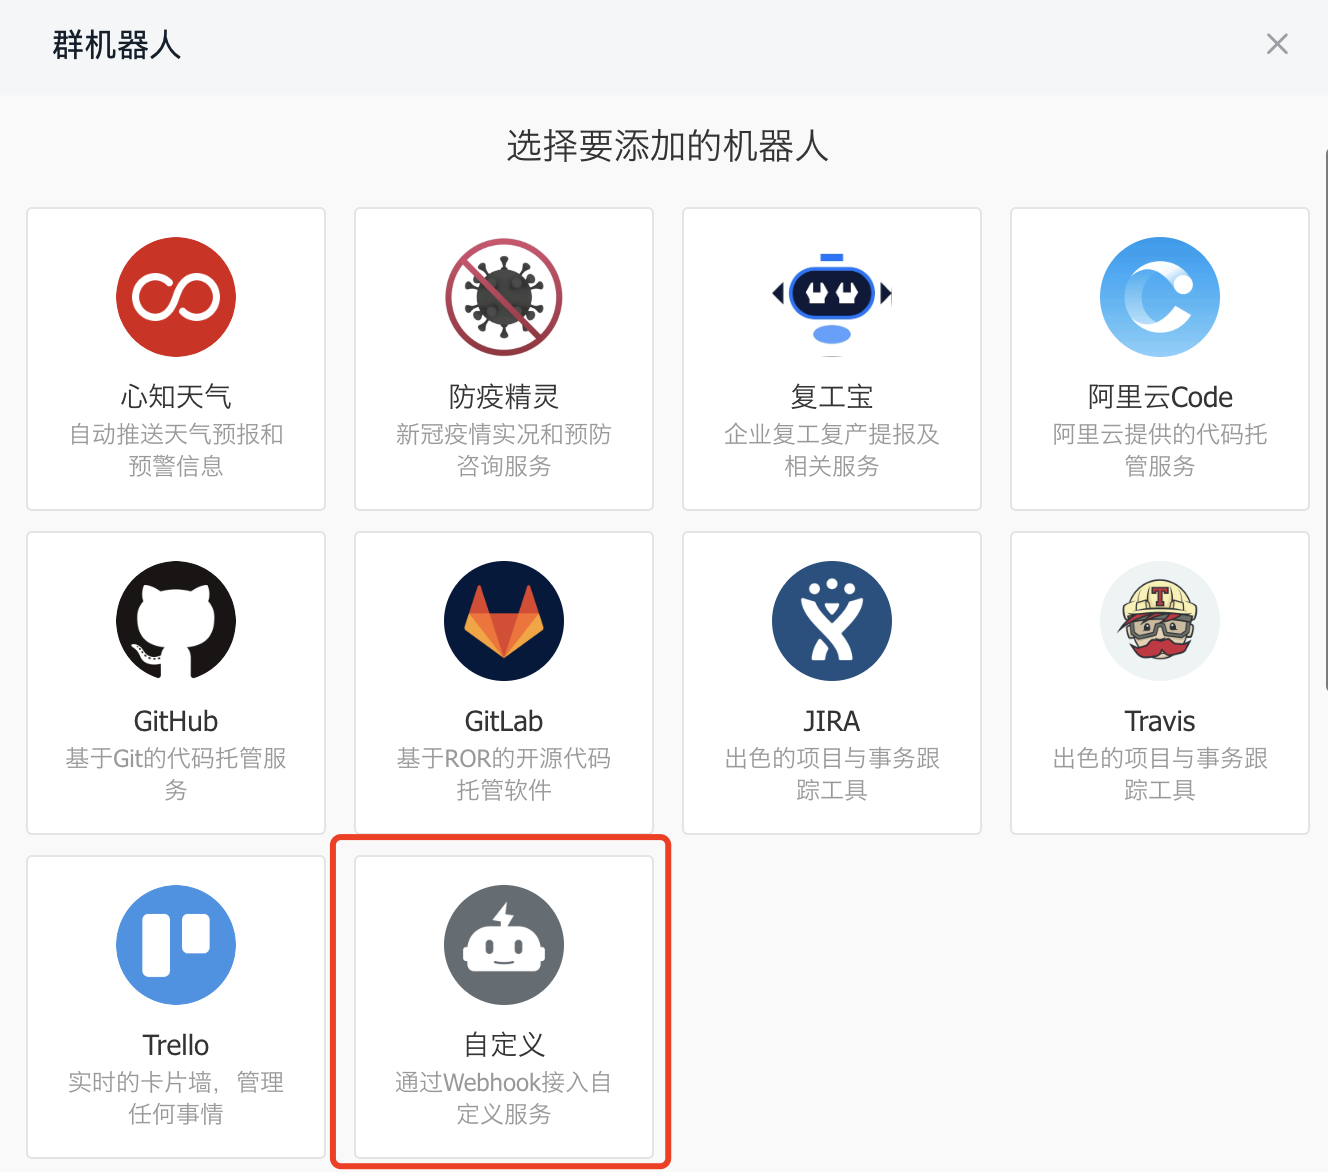 群机器人
选择要添加的机器人
心知天气
自动推送天气预报和
预警信息
防疫精灵
新冠疫情实况和预防
咨询服务
复工宝
企业复工复产提报及
相关服务
阿里云Code
阿里云提供的代码托
管服务
GitHub
基于Git的代码托管服
务
GitLab
基于ROR的开源代码
托管软件
JIRA
出色的项目与事务跟
踪工具
Travis
出色的项目与事务跟
踪工具
Trello
实时的卡片墙，管理
任何事情
自定义
通过Webhook接入自
定义服务